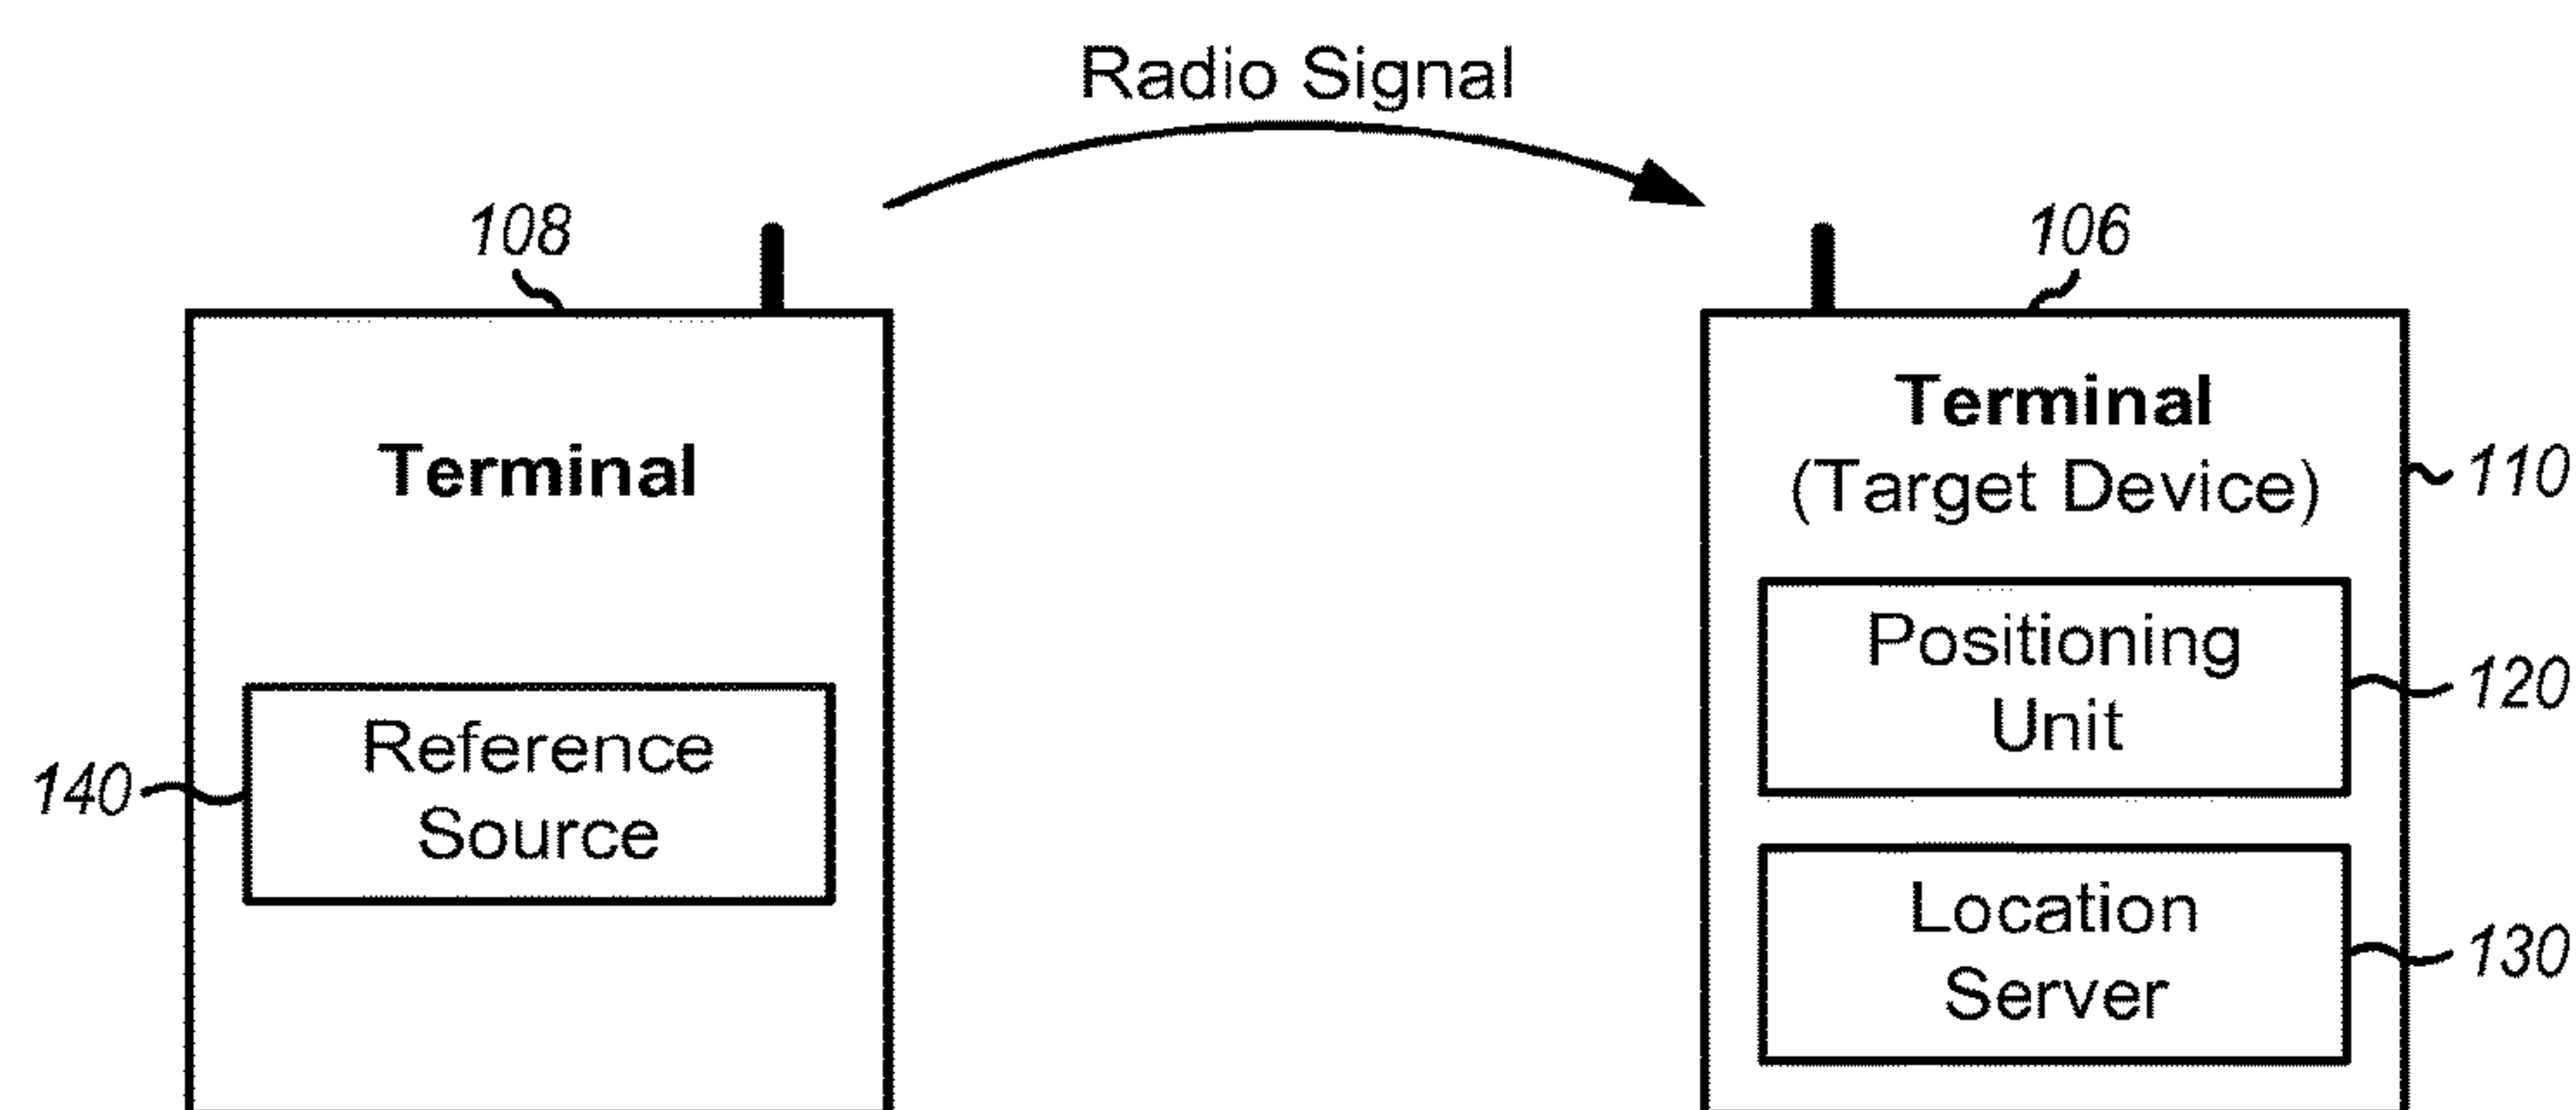 Radio Signal
108
106
Terminal
Terminal
(Target Device)
110
Positioning
Unit
120
Reference
Source
140
Location
Server
130